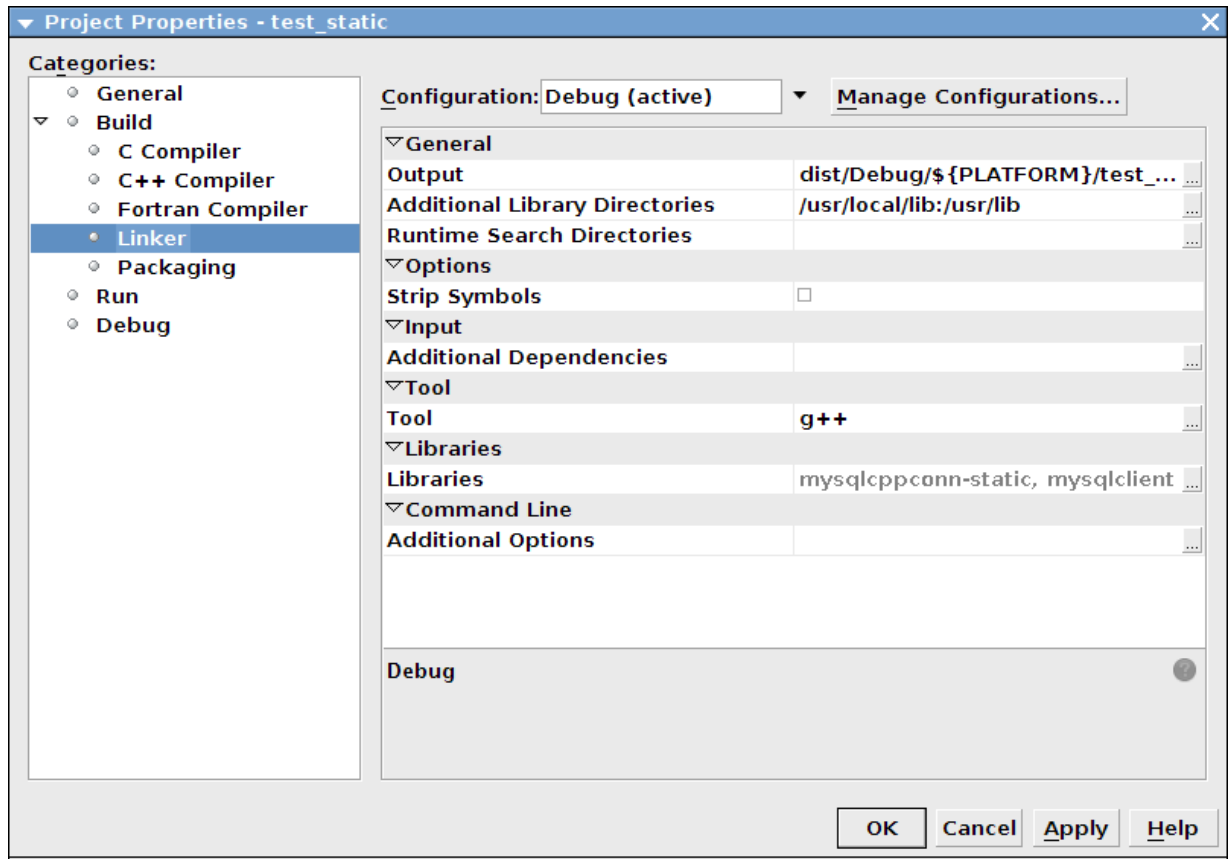 Project Properties - test_static
Categories:
General
Build
C Compiler
C++ Compiler
Fortran Compiler
Linker
Packaging
Run
Debug
Configuration: Debug (active) Manage Configurations...
General
Output dist/Debug/${PLATFORM}/test_... ...
Additional Library Directories /usr/local/lib:/usr/lib ...
Runtime Search Directories ...
Options
Strip Symbols
Input
Additional Dependencies ...
Tool
Tool g++ ...
Libraries
Libraries mysqlcppconn-static, mysqlclient ...
Command Line
Additional Options ...
Debug ?
OK Cancel Apply Help